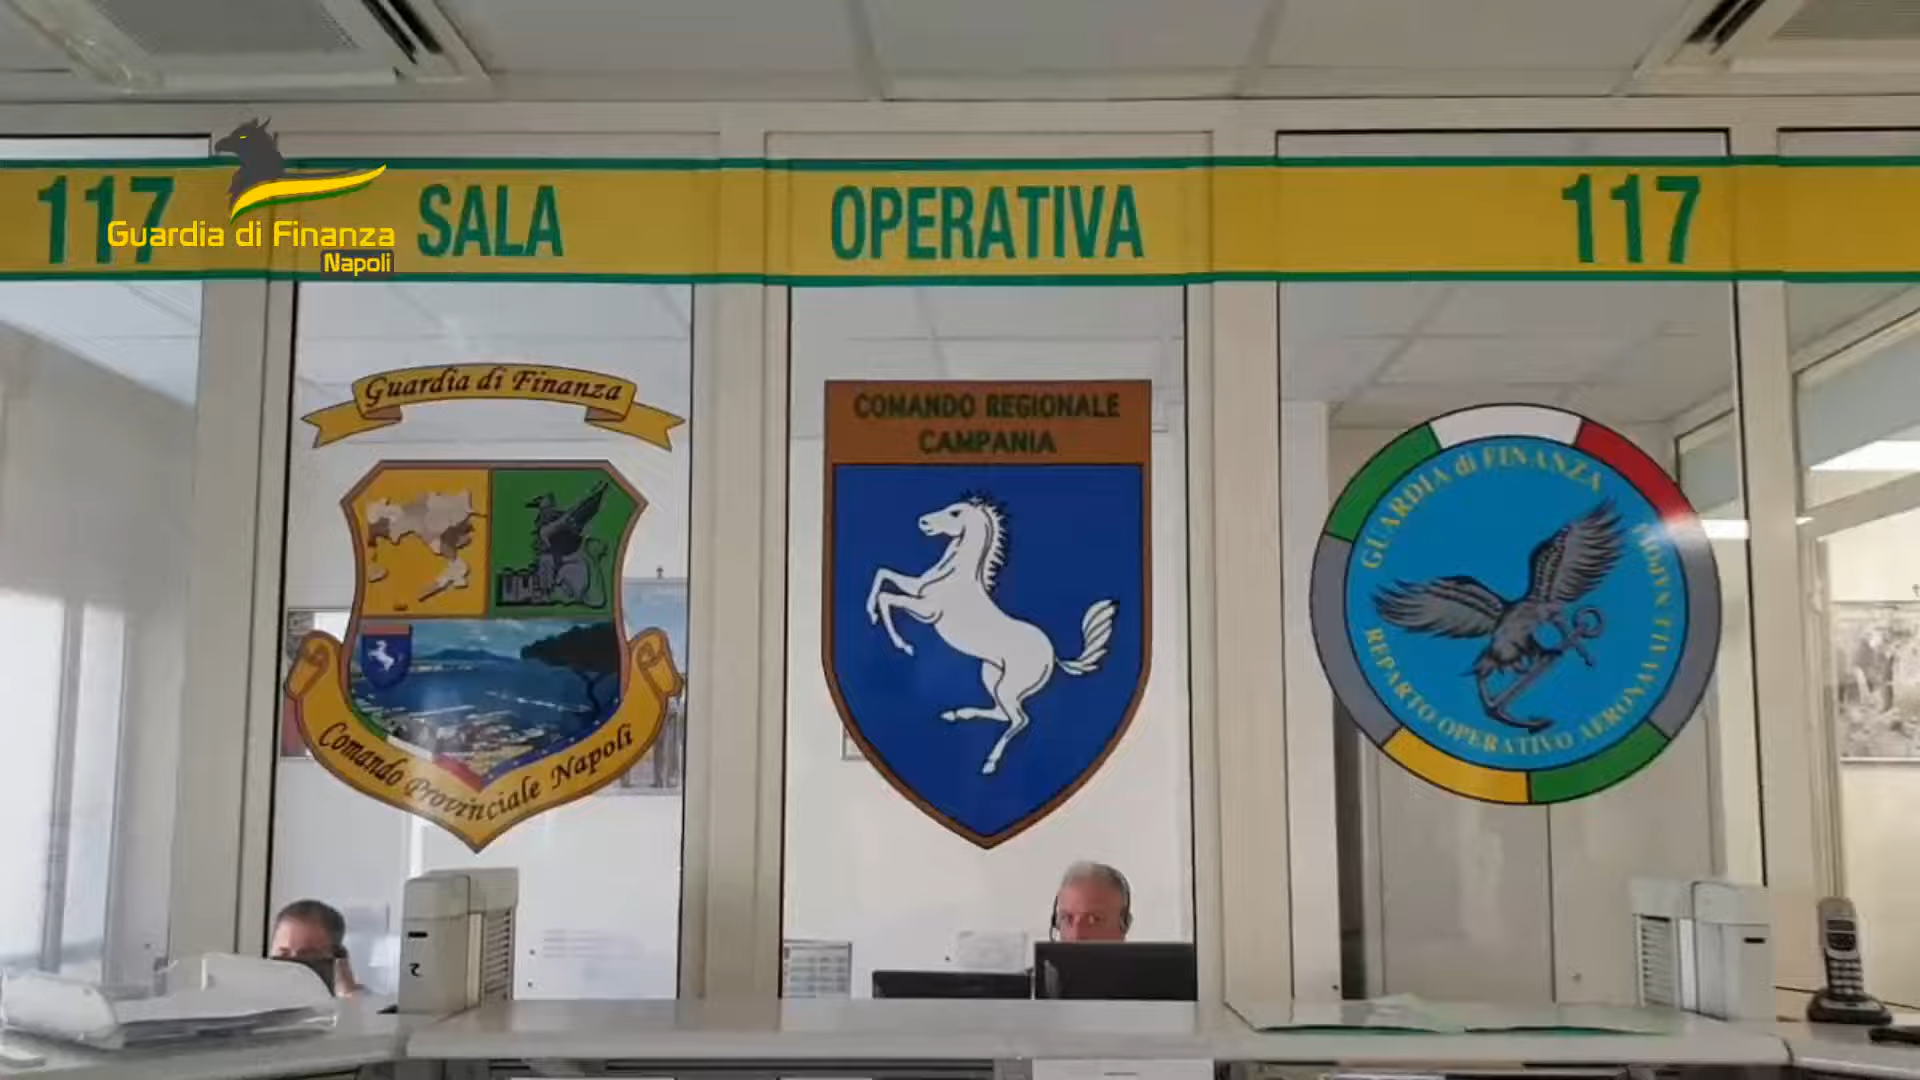 117 SALA OPERATIVA 117
Guardia di Finanza
Napoli
Guardia di Finanza
Comando Provinciale Napoli
COMANDO REGIONALE
CAMPANIA
GUARDIA di FINANZA
REPARTO OPERATIVO AERONAVALE NAPOLI
2